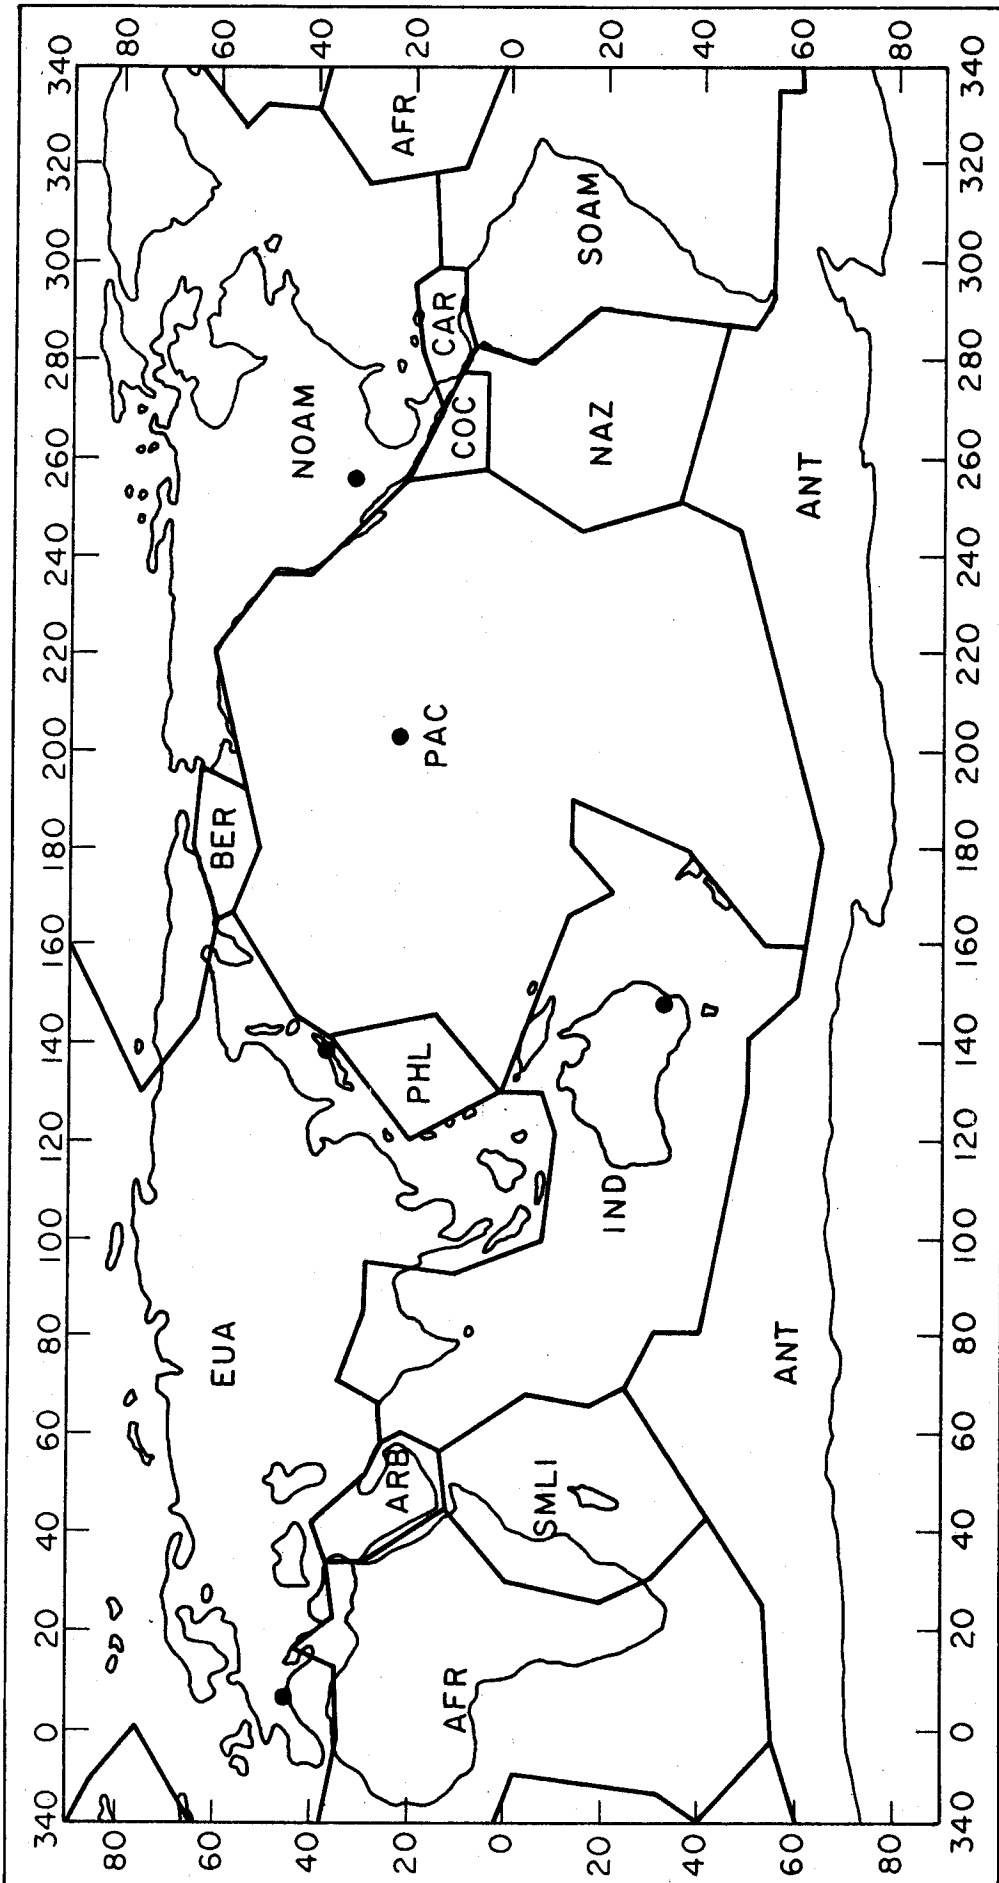 340 0 20 40 60 80 100 120 140 160 180 200 220 240 260 280 300 320 340
80 80
60 EUA BER 60
NOAM
40 40
20 ARB PHL AFR 20
PAC CAR
AFR COC
0 0
SMLI
20 IND NAZ SOAM 20
40 40
60 ANT ANT 60
80 80
340 0 20 40 60 80 100 120 140 160 180 200 220 240 260 280 300 320 340